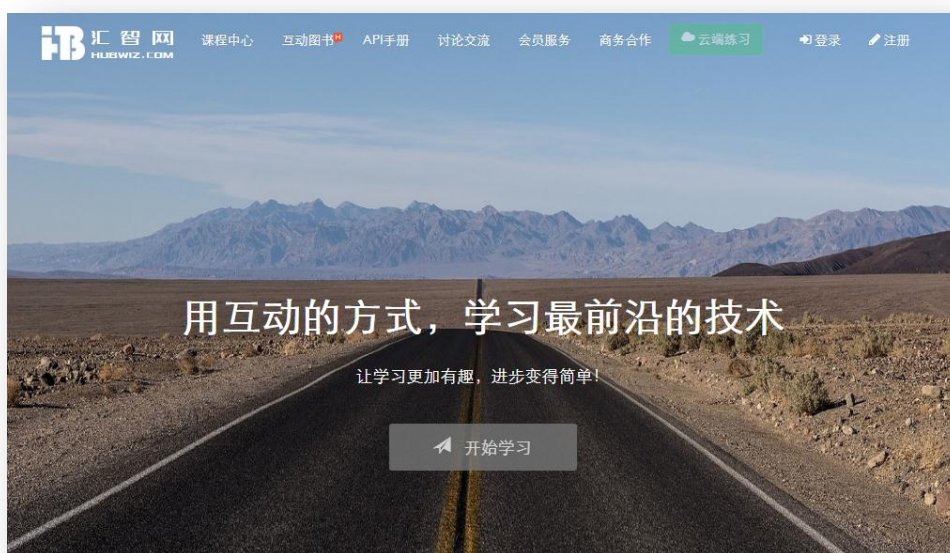 汇智网
HUBWIZ.COM
课程中心 互动图书 H API手册 讨论交流 会员服务 商务合作 云端练习 登录 注册
用互动的方式，学习最前沿的技术
让学习更加有趣，进步变得简单！
开始学习